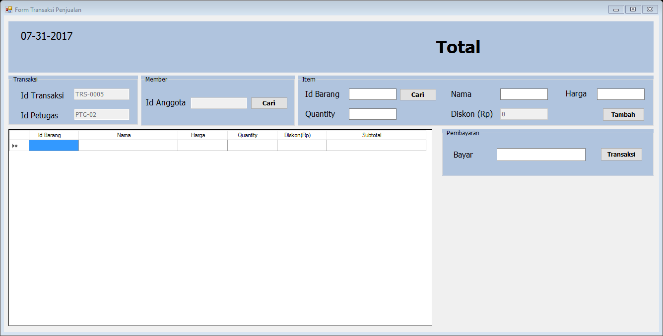 Form Transaksi Penjualan
07-31-2017
Total
Transaksi
Id Transaksi TRS-0005
Id Petugas PTG-02
Member
Id Anggota Cari
Item
Id Barang Cari Nama Harga
Quantity Diskon (Rp) 0 Tambah
Id Barang Nama Harga Quantity Diskon(Rp) Subtotal
Pembayaran
Bayar Transaksi